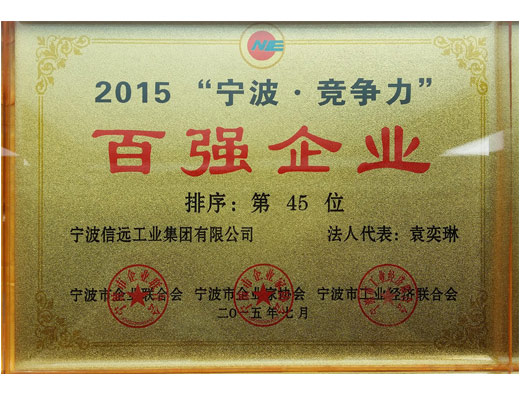 NE
2015 “宁波·竞争力”
百强企业
排序：第 45 位
宁波信远工业集团有限公司 法人代表：袁奕琳
宁波市企业联合会 宁波市企业家协会 宁波市工业经济联合会
二〇一五年七月